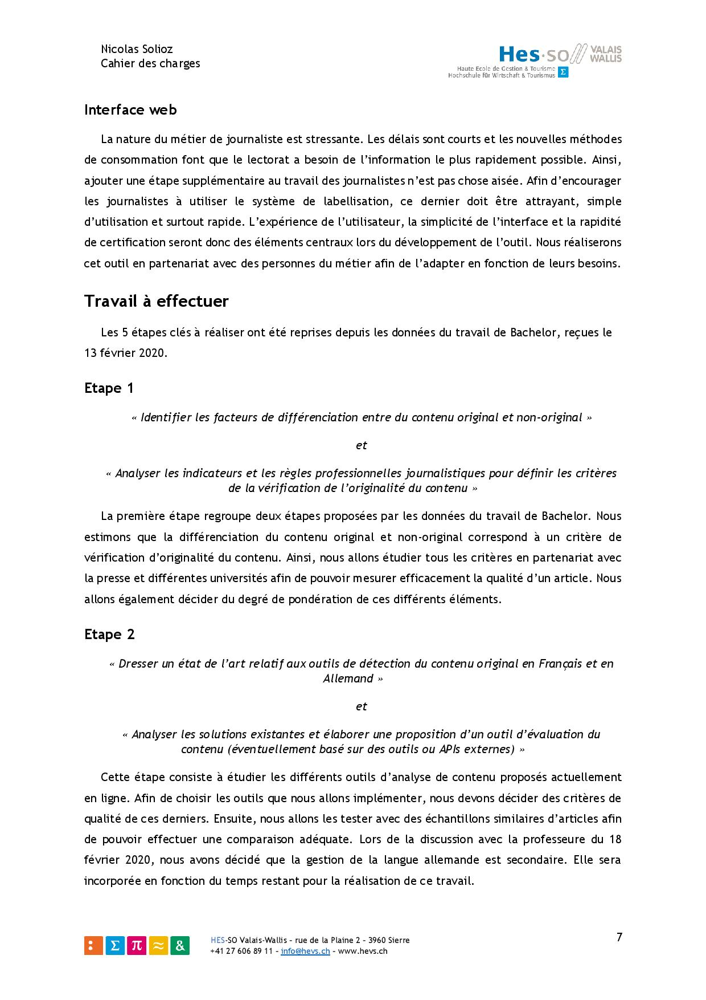 Nicolas Solioz
Cahier des charges
Hes·so VALAIS
WALLIS
Haute Ecole de Gestion & Tourisme
Hochschule für Wirtschaft & Tourismus Σ
Interface web
La nature du métier de journaliste est stressante. Les délais sont courts et les nouvelles méthodes
de consommation font que le lectorat a besoin de l’information le plus rapidement possible. Ainsi,
ajouter une étape supplémentaire au travail des journalistes n’est pas chose aisée. Afin d’encourager
les journalistes à utiliser le système de labellisation, ce dernier doit être attrayant, simple
d’utilisation et surtout rapide. L’expérience de l’utilisateur, la simplicité de l’interface et la rapidité
de certification seront donc des éléments centraux lors du développement de l’outil. Nous réaliserons
cet outil en partenariat avec des personnes du métier afin de l’adapter en fonction de leurs besoins.
Travail à effectuer
Les 5 étapes clés à réaliser ont été reprises depuis les données du travail de Bachelor, reçues le
13 février 2020.
Etape 1
« Identifier les facteurs de différenciation entre du contenu original et non-original »
et
« Analyser les indicateurs et les règles professionnelles journalistiques pour définir les critères
de la vérification de l’originalité du contenu »
La première étape regroupe deux étapes proposées par les données du travail de Bachelor. Nous
estimons que la différenciation du contenu original et non-original correspond à un critère de
vérification d’originalité du contenu. Ainsi, nous allons étudier tous les critères en partenariat avec
la presse et différentes universités afin de pouvoir mesurer efficacement la qualité d’un article. Nous
allons également décider du degré de pondération de ces différents éléments.
Etape 2
« Dresser un état de l’art relatif aux outils de détection du contenu original en Français et en
Allemand »
et
« Analyser les solutions existantes et élaborer une proposition d’un outil d’évaluation du
contenu (éventuellement basé sur des outils ou APIs externes) »
Cette étape consiste à étudier les différents outils d’analyse de contenu proposés actuellement
en ligne. Afin de choisir les outils que nous allons implémenter, nous devons décider des critères de
qualité de ces derniers. Ensuite, nous allons les tester avec des échantillons similaires d’articles afin
de pouvoir effectuer une comparaison adéquate. Lors de la discussion avec la professeure du 18
février 2020, nous avons décidé que la gestion de la langue allemande est secondaire. Elle sera
incorporée en fonction du temps restant pour la réalisation de ce travail.
: Σ π ≈ &
HES-SO Valais-Wallis – rue de la Plaine 2 – 3960 Sierre
+41 27 606 89 11 – info@hevs.ch – www.hevs.ch
7